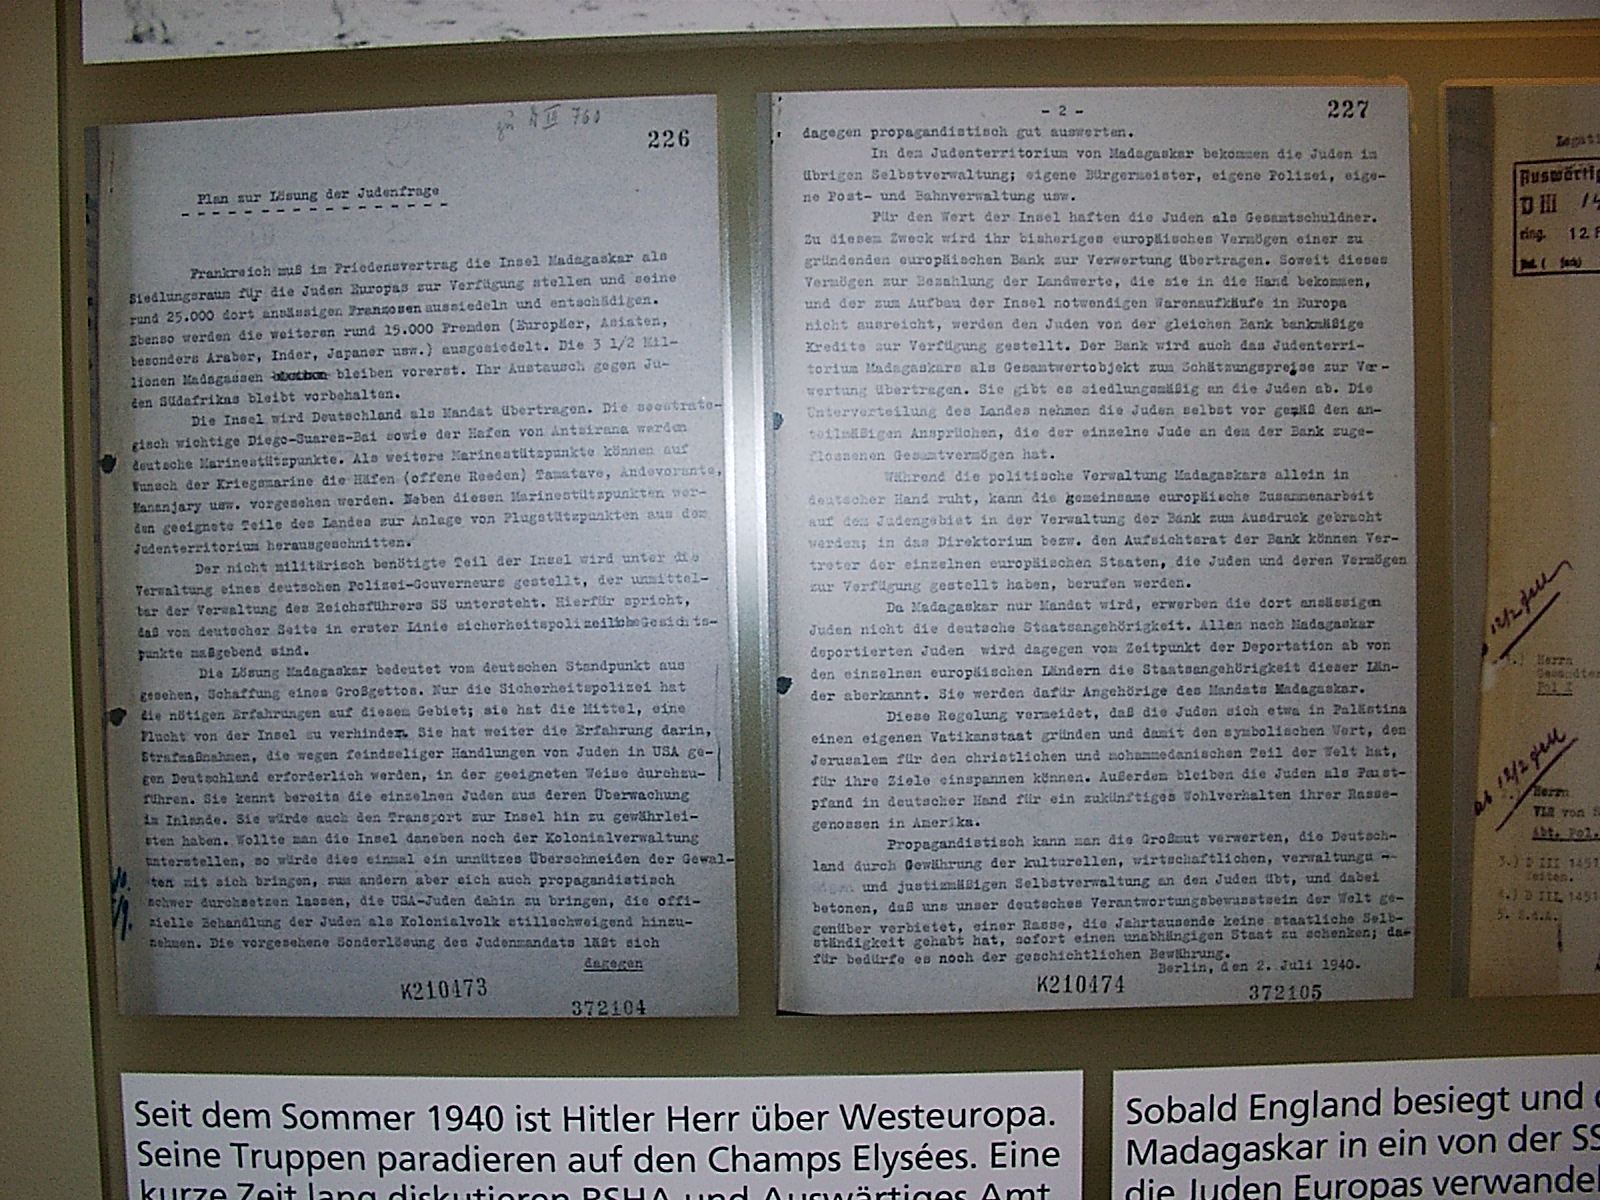 zu D III 760
226
Plan zur Lösung der Judenfrage
Frankreich muß im Friedensvertrag die Insel Madagaskar als
Siedlungsraum für die Juden Europas zur Verfügung stellen und seine
rund 25.000 dort ansässigen Franzosen aussiedeln und entschädigen.
Ebenso werden die weiteren rund 15.000 Fremden (Europäer, Asiaten,
besonders Araber, Inder, Japaner usw.) ausgesiedelt. Die 3 1/2 Mil-
lionen Madagassen bleiben vorerst. Ihr Austausch gegen Ju-
den Südafrikas bleibt vorbehalten.
Die Insel wird Deutschland als Mandat übertragen. Die seestrate-
gisch wichtige Diego-Suarez-Bai sowie der Hafen von Antsirana werden
deutsche Marinestützpunkte. Als weitere Marinestützpunkte können auf
Wunsch der Kriegsmarine die Häfen (offene Reeden) Tamatave, Andevorante,
Mananjary usw. vorgesehen werden. Neben diesen Marinestützpunkten wer-
den geeignete Teile des Landes zur Anlage von Flugstützpunkten aus dem
Judenterritorium herausgeschnitten.
Der nicht militärisch benötigte Teil der Insel wird unter die
Verwaltung eines deutschen Polizei-Gouverneurs gestellt, der unmittel-
bar der Verwaltung des Reichsführers SS untersteht. Hierfür spricht,
daß von deutscher Seite in erster Linie sicherheitspolizeiliche Gesichts-
punkte maßgebend sind.
Die Lösung Madagaskar bedeutet vom deutschen Standpunkt aus
gesehen, Schaffung eines Großgettos. Nur die Sicherheitspolizei hat
die nötigen Erfahrungen auf diesem Gebiet; sie hat die Mittel, eine
Flucht von der Insel zu verhindern. Sie hat weiter die Erfahrung darin,
Strafmaßnahmen, die wegen feindseliger Handlungen von Juden in USA ge-
gen Deutschland erforderlich werden, in der geeigneten Weise durchzu-
führen. Sie kennt bereits die einzelnen Juden aus deren Überwachung
im Inlande. Sie würde auch den Transport zur Insel hin zu gewährlei-
sten haben. Wollte man die Insel daneben noch der Kolonialverwaltung
unterstellen, so würde dies einmal ein unnützes Überschneiden der Gewal-
ten mit sich bringen, zum andern aber sich auch propagandistisch
schwer durchsetzen lassen, die USA-Juden dahin zu bringen, die offi-
zielle Behandlung der Juden als Kolonialvolk stillschweigend hinzu-
nehmen. Die vorgesehene Sonderlösung des Judenmandats läßt sich
dagegen
K210473
372104
- 2 -
227
dagegen propagandistisch gut auswerten.
In dem Judenterritorium von Madagaskar bekommen die Juden im
übrigen Selbstverwaltung; eigene Bürgermeister, eigene Polizei, eige-
ne Post- und Bahnverwaltung usw.
Für den Wert der Insel haften die Juden als Gesamtschuldner.
Zu diesem Zweck wird ihr bisheriges europäisches Vermögen einer zu
gründenden europäischen Bank zur Verwertung übertragen. Soweit dieses
Vermögen zur Bezahlung der Landwerte, die sie in die Hand bekommen,
und der zum Aufbau der Insel notwendigen Warenaufkäufe in Europa
nicht ausreicht, werden den Juden von der gleichen Bank bankmäßige
Kredite zur Verfügung gestellt. Der Bank wird auch das Judenterri-
torium Madagaskars als Gesamtwertobjekt zum Schätzungspreise zur Ver-
wertung übertragen. Sie gibt es siedlungsmäßig an die Juden ab. Die
Unterverteilung des Landes nehmen die Juden selbst vor gemäß den an-
teilmäßigen Ansprüchen, die der einzelne Jude an dem der Bank zuge-
flossenen Gesamtvermögen hat.
Während die politische Verwaltung Madagaskars allein in
deutscher Hand ruht, kann die gemeinsame europäische Zusammenarbeit
auf dem Judengebiet in der Verwaltung der Bank zum Ausdruck gebracht
werden; in das Direktorium bezw. den Aufsichtsrat der Bank können Ver-
treter der einzelnen europäischen Staaten, die Juden und deren Vermögen
zur Verfügung gestellt haben, berufen werden.
Da Madagaskar nur Mandat wird, erwerben die dort ansässigen
Juden nicht die deutsche Staatsangehörigkeit. Allen nach Madagaskar
deportierten Juden wird dagegen vom Zeitpunkt der Deportation ab von
den einzelnen europäischen Ländern die Staatsangehörigkeit dieser Län-
der aberkannt. Sie werden dafür Angehörige des Mandats Madagaskar.
Diese Regelung vermeidet, daß die Juden sich etwa in Palästina
einen eigenen Vatikanstaat gründen und damit den symbolischen Wert, den
Jerusalem für den christlichen und mohammedanischen Teil der Welt hat,
für ihre Ziele einspannen können. Außerdem bleiben die Juden als Faust-
pfand in deutscher Hand für ein zukünftiges Wohlverhalten ihrer Rasse-
genossen in Amerika.
Propagandistisch kann man die Großmut verwerten, die Deutsch-
land durch Gewährung der kulturellen, wirtschaftlichen, verwaltungs-
und justizmäßigen Selbstverwaltung an den Juden übt, und dabei
betonen, daß uns unser deutsches Verantwortungsbewusstsein der Welt ge-
genüber verbietet, einer Rasse, die Jahrtausende keine staatliche Selb-
ständigkeit gehabt hat, sofort einen unabhängigen Staat zu schenken; da-
für bedürfe es noch der geschichtlichen Bewährung.
Berlin, den 2. Juli 1940.
K210474
372105
Auswärtig
D III
eing. 12.
Herrn
Gesandten
Pol X
ab 12/2
Herrn
VLR von
Abt. Pol.
3.) D III 1451
4.) D III 1451
5. Z.d.A.
Seit dem Sommer 1940 ist Hitler Herr über Westeuropa.
Seine Truppen paradieren auf den Champs Elysées. Eine
kurze Zeit lang diskutieren RSHA und Auswärtiges Amt
Sobald England besiegt und
Madagaskar in ein von der SS
die Juden Europas verwandel